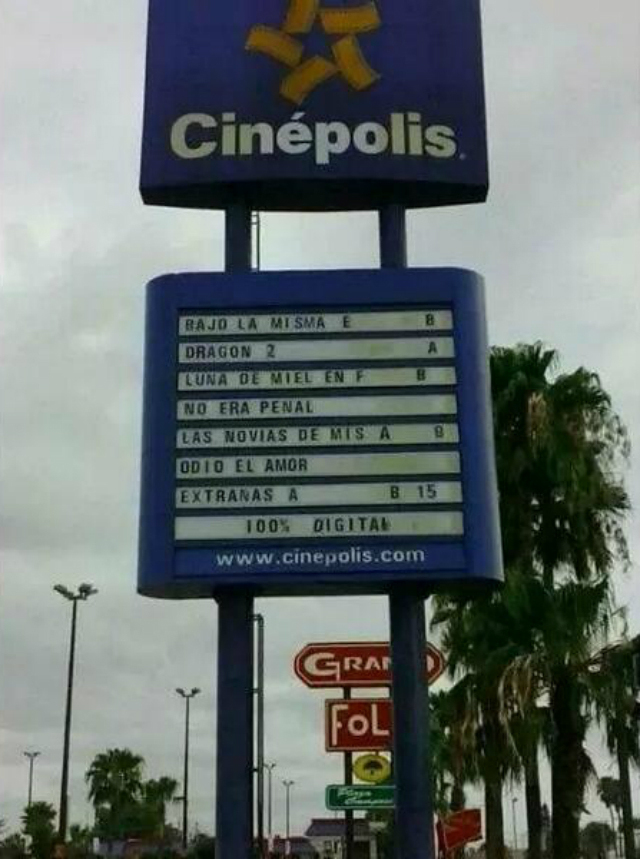 Cinépolis
BAJO LA MISMA E B
DRAGON 2 A
LUNA DE MIEL EN F B
NO ERA PENAL
LAS NOVIAS DE MIS A B
ODIO EL AMOR
EXTRANAS A B 15
100% DIGITAL
www.cinepolis.com
GRAN D
FOL
Plaza